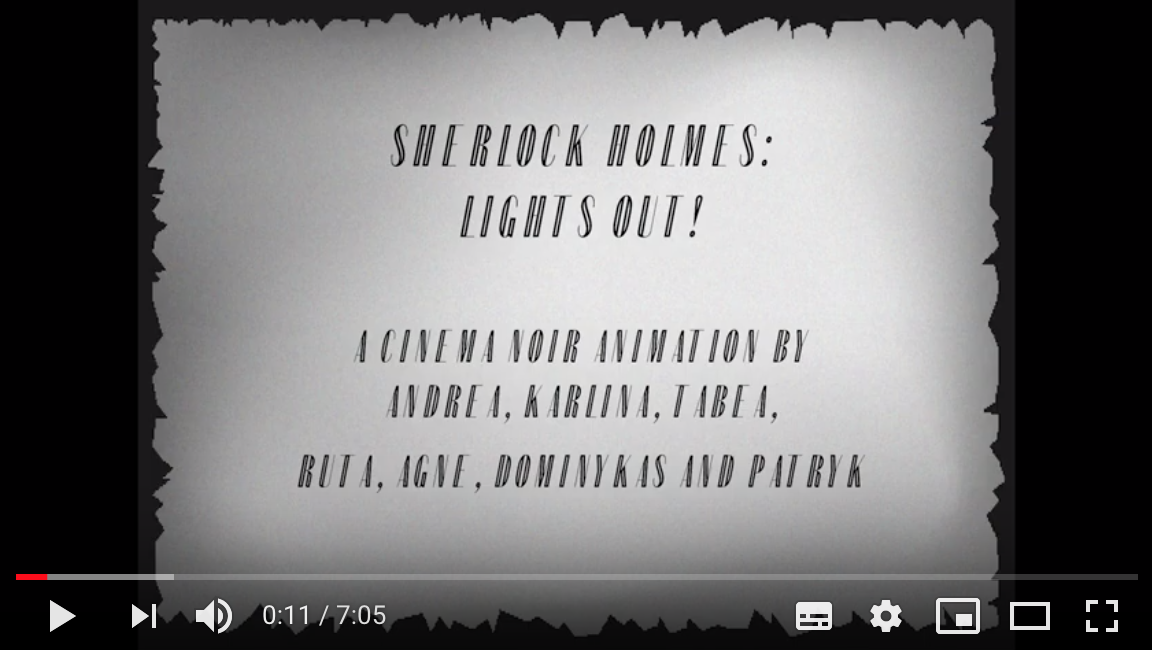 SHERLOCK HOLMES:
LIGHTS OUT!
A CINEMA NOIR ANIMATION BY
ANDREA, KARLINA, TABEA,
RUTA, AGNE, DOMINYKAS AND PATRYK
0:11 / 7:05